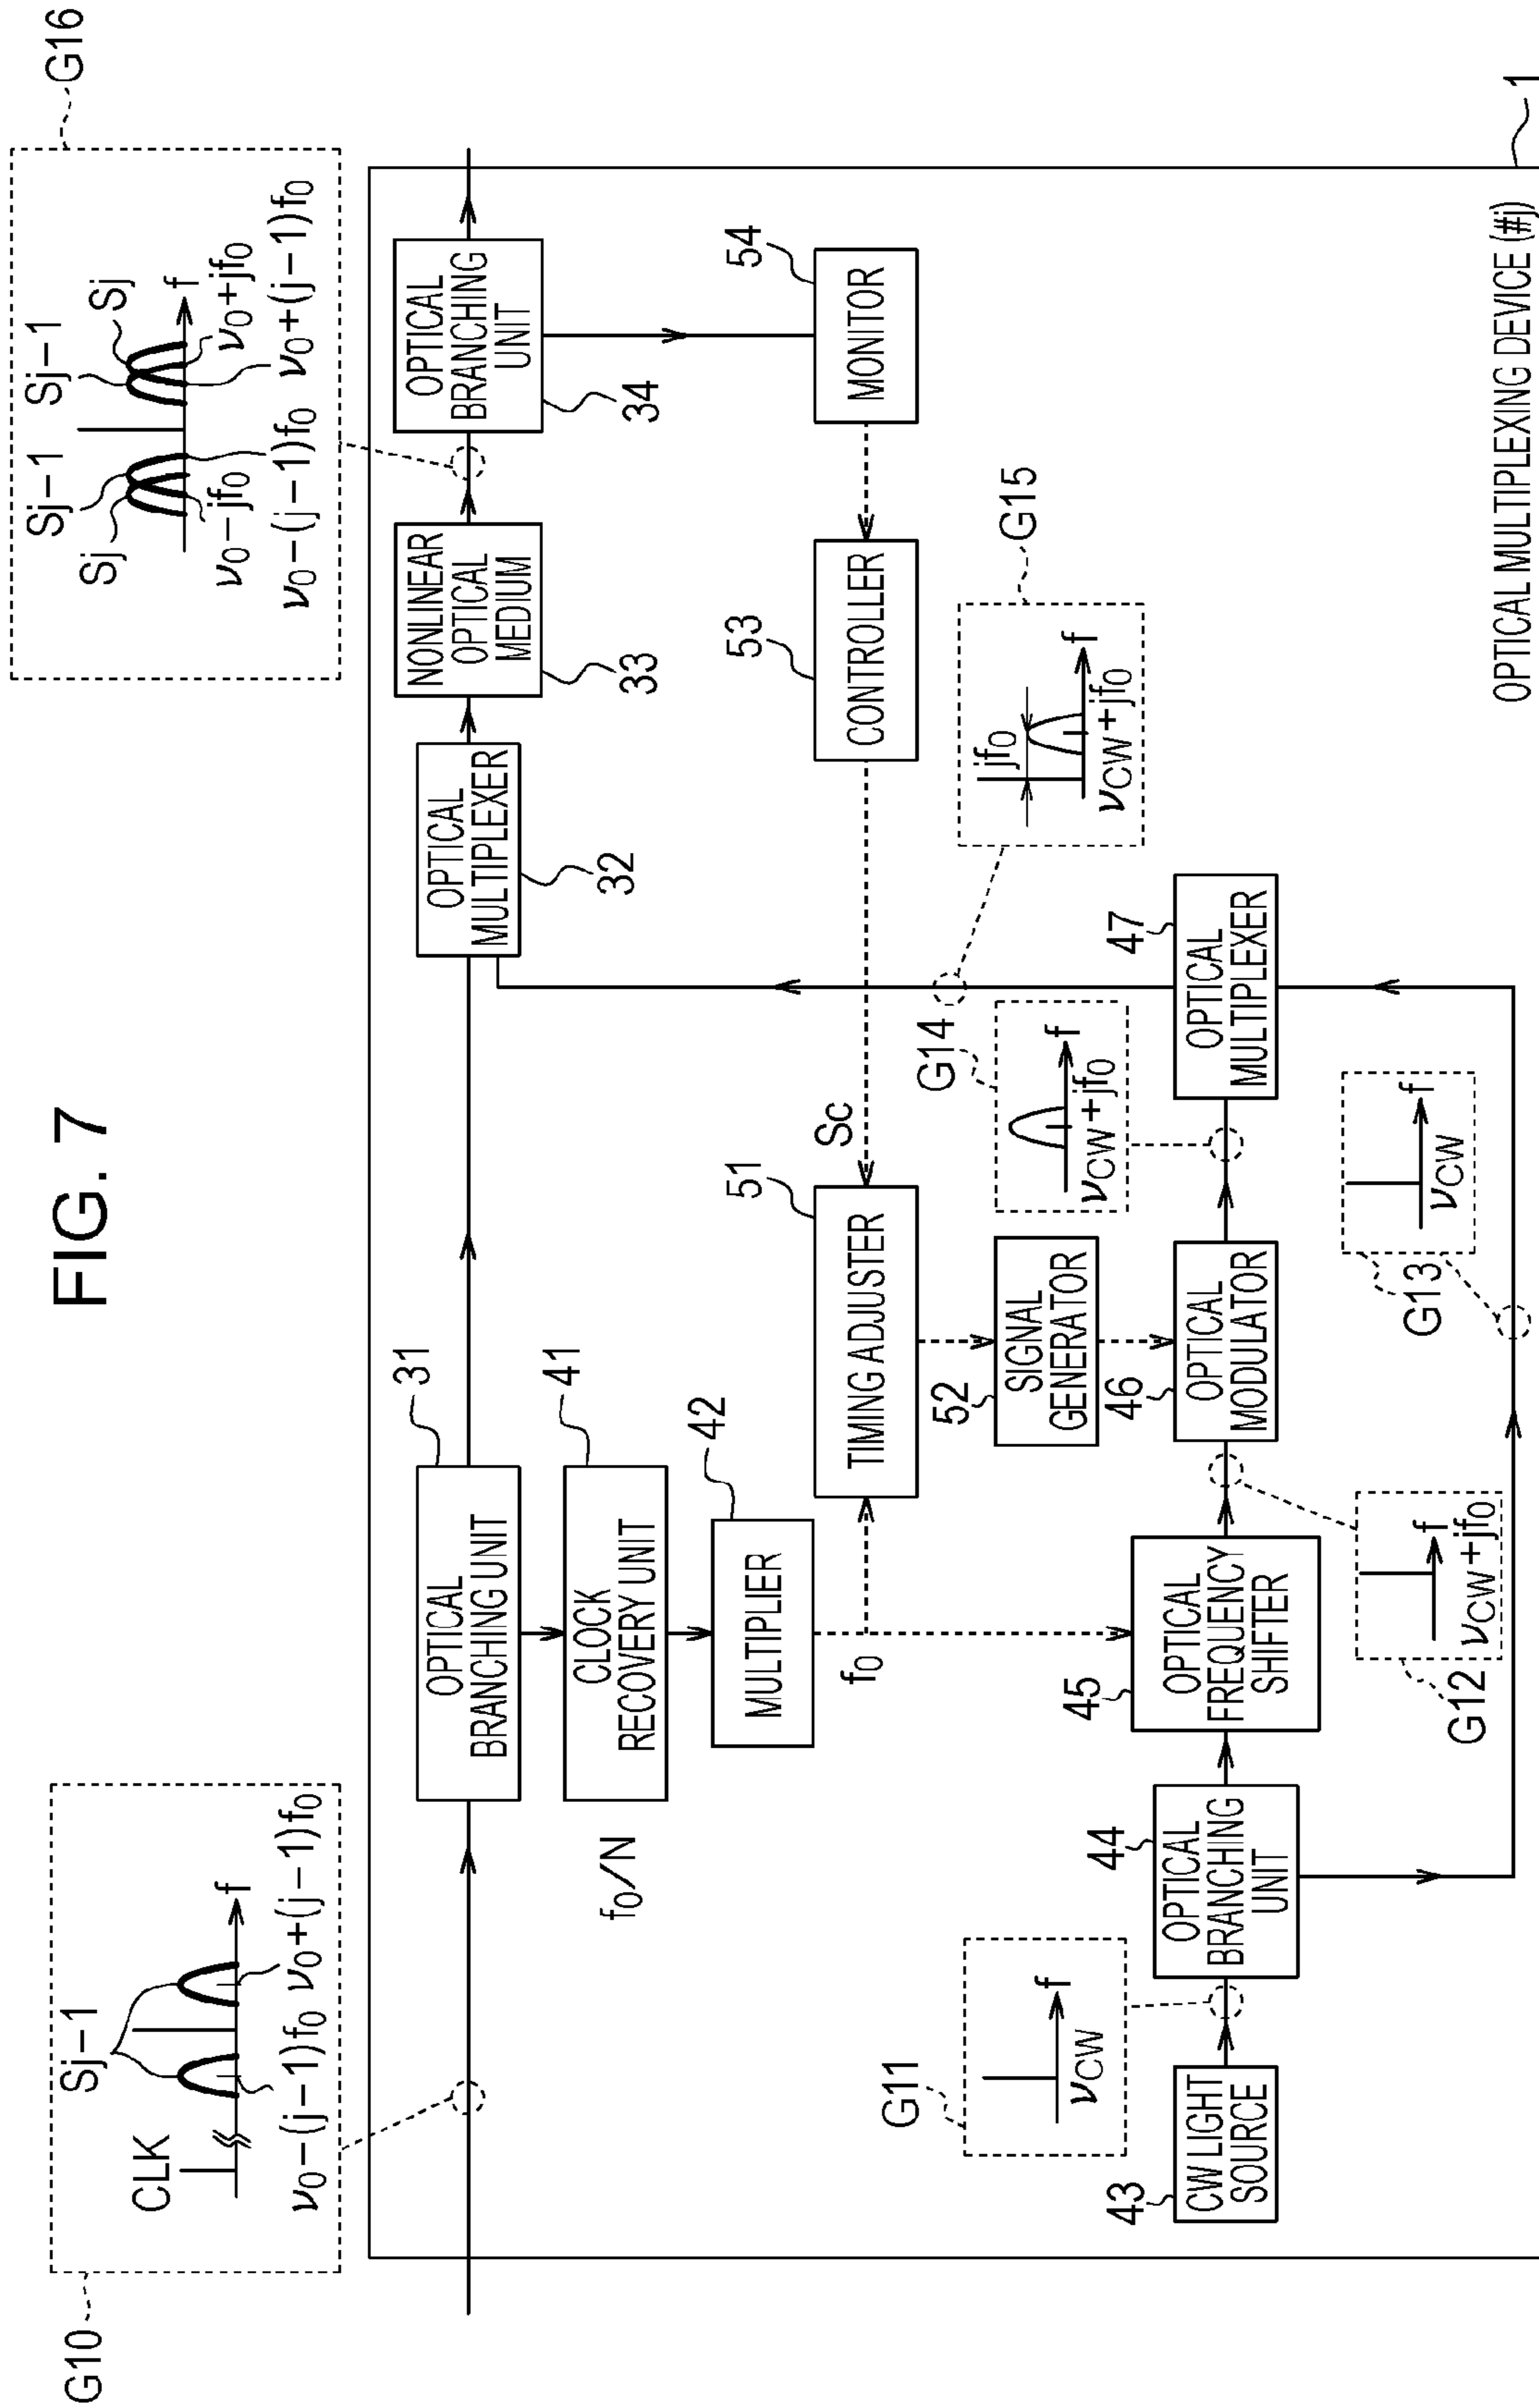 FIG. 7
G10
CLK
Sj−1
f
ν0−(j−1)f0
ν0+(j−1)f0
G16
Sj
Sj−1
Sj−1
Sj
f
ν0−jf0
ν0+jf0
ν0−(j−1)f0
ν0+(j−1)f0
OPTICAL
BRANCHING UNIT
31
OPTICAL
MULTIPLEXER
32
NONLINEAR
OPTICAL
MEDIUM
33
OPTICAL
BRANCHING
UNIT
34
f0/N
CLOCK
RECOVERY UNIT
41
MULTIPLIER
42
f0
TIMING ADJUSTER
51
Sc
CONTROLLER
53
MONITOR
54
SIGNAL
GENERATOR
52
G11
f
νCW
CW LIGHT
SOURCE
43
OPTICAL
BRANCHING
UNIT
44
OPTICAL
FREQUENCY
SHIFTER
45
G12
f
νCW+jf0
OPTICAL
MODULATOR
46
G13
f
νCW
G14
f
νCW+jf0
OPTICAL
MULTIPLEXER
47
G15
jf0
f
νCW+jf0
OPTICAL MULTIPLEXING DEVICE (#j)
1